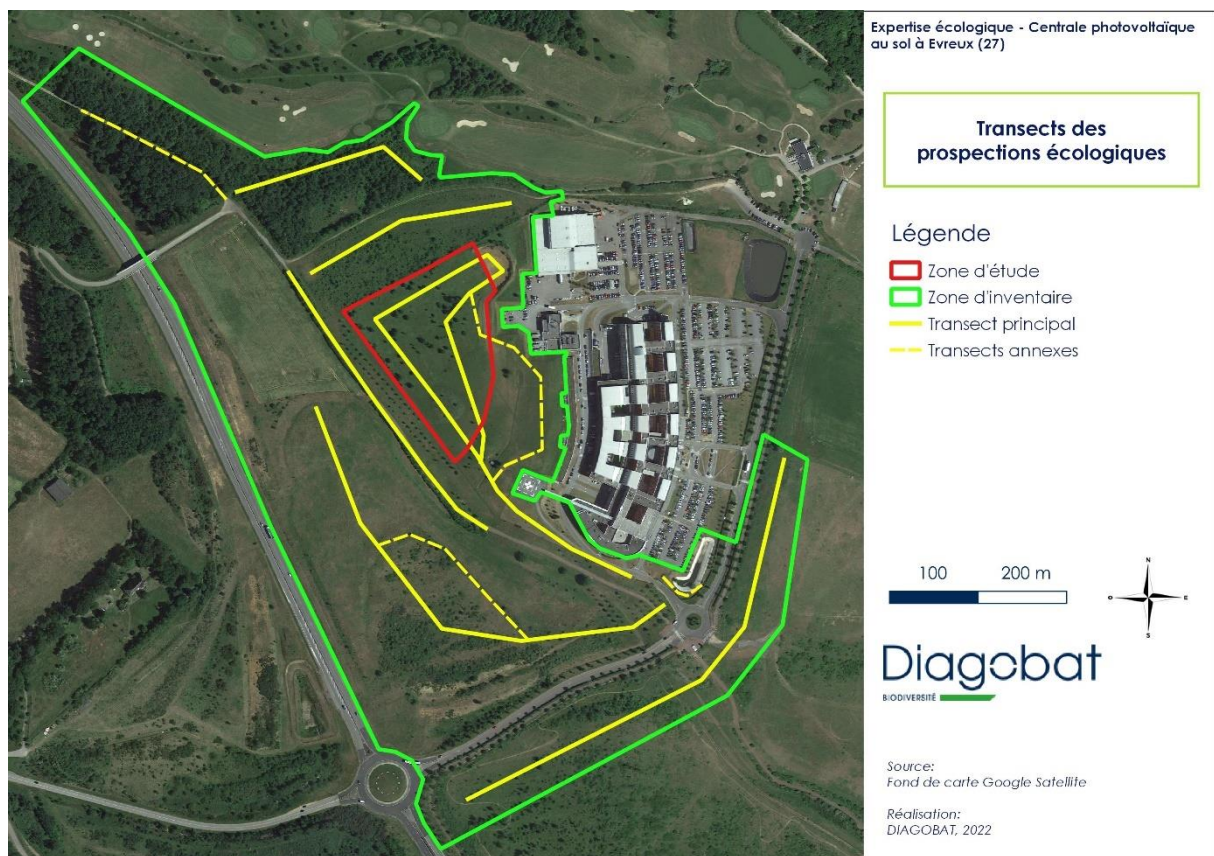 Expertise écologique - Centrale photovoltaïque
au sol à Evreux (27)
Transects des
prospections écologiques
Légende
Zone d'étude
Zone d'inventaire
Transect principal
Transects annexes
100 200 m
N
O E
S
Diagobat
BIODIVERSITÉ
Source:
Fond de carte Google Satellite
Réalisation:
DIAGOBAT, 2022